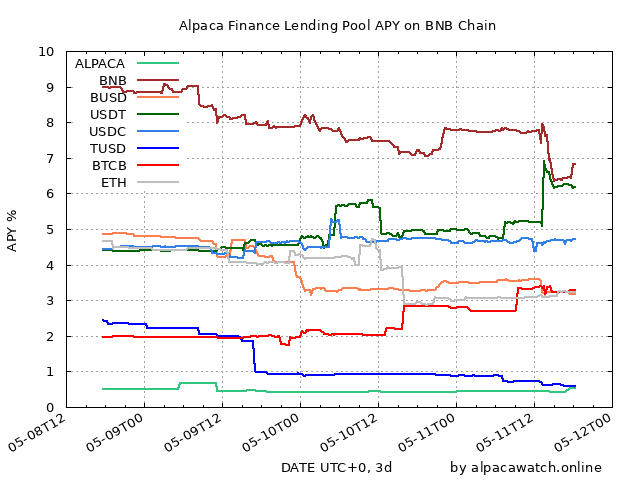 Alpaca Finance Lending Pool APY on BNB Chain
10
9
8
7
6
5
4
3
2
1
0
APY %
ALPACA
BNB
BUSD
USDT
USDC
TUSD
BTCB
ETH
05-08T12
05-09T00
05-09T12
05-10T00
05-10T12
05-11T00
05-11T12
05-12T00
DATE UTC+0, 3d
by alpacawatch.online